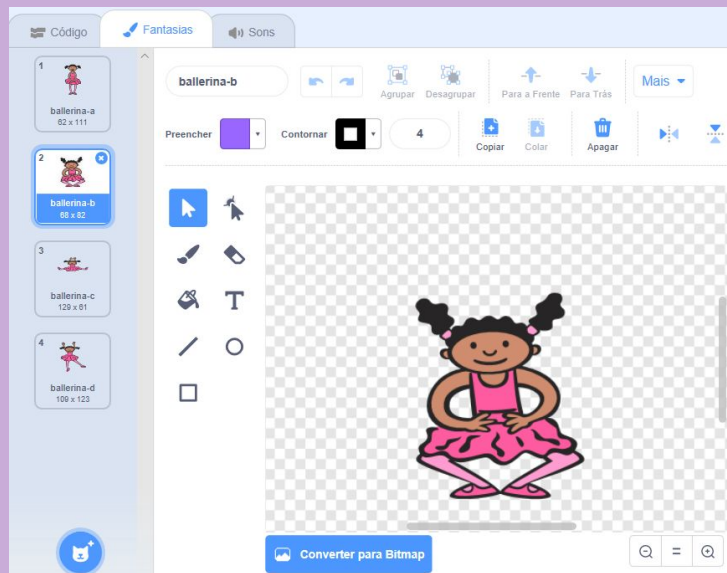 Código
Fantasias
Sons
1
ballerina-a
62 x 111
2
ballerina-b
68 x 82
3
ballerina-c
129 x 61
4
ballerina-d
109 x 123
ballerina-b
Agrupar
Desagrupar
Para a Frente
Para Trás
Mais
Preencher
Contornar
4
Copiar
Colar
Apagar
T
Converter para Bitmap
=